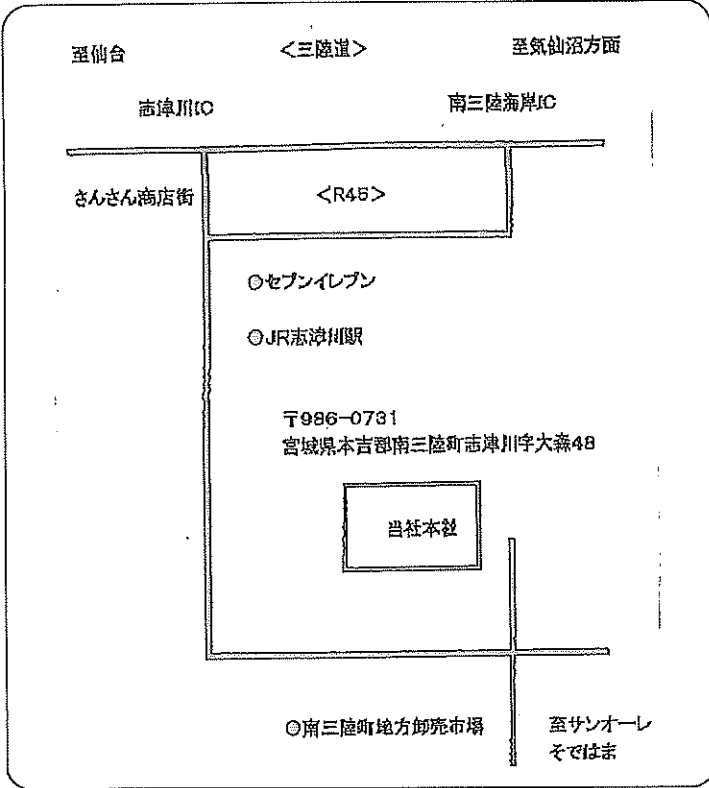 至仙台
<三陸道>
至気仙沼方面
志津川IC
南三陸海岸IC
さんさん商店街
<R45>
◎セブンイレブン
◎JR志津川駅
〒986-0731
宮城県本吉郡南三陸町志津川字大森48
当社本社
◎南三陸町地方卸売市場
至サンオーレ
そではま